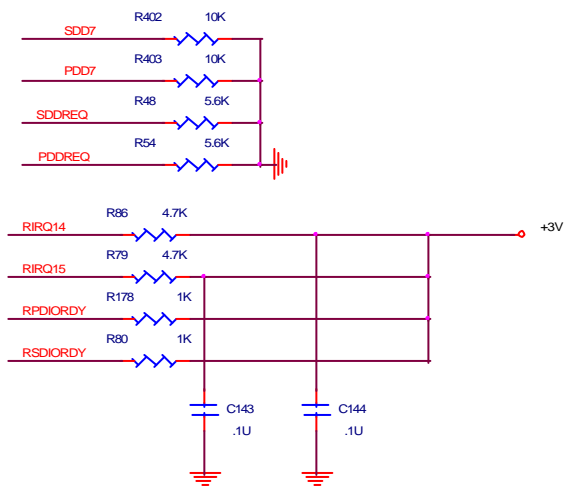 R402 10K
SDD7
R403 10K
PDD7
R48 5.6K
SDDREQ
R54 5.6K
PDDREQ
R86 4.7K
RIRQ14
+3V
R79 4.7K
RIRQ15
R178 1K
RPDIORDY
R80 1K
RSDIORDY
C143 C144
.1U .1U